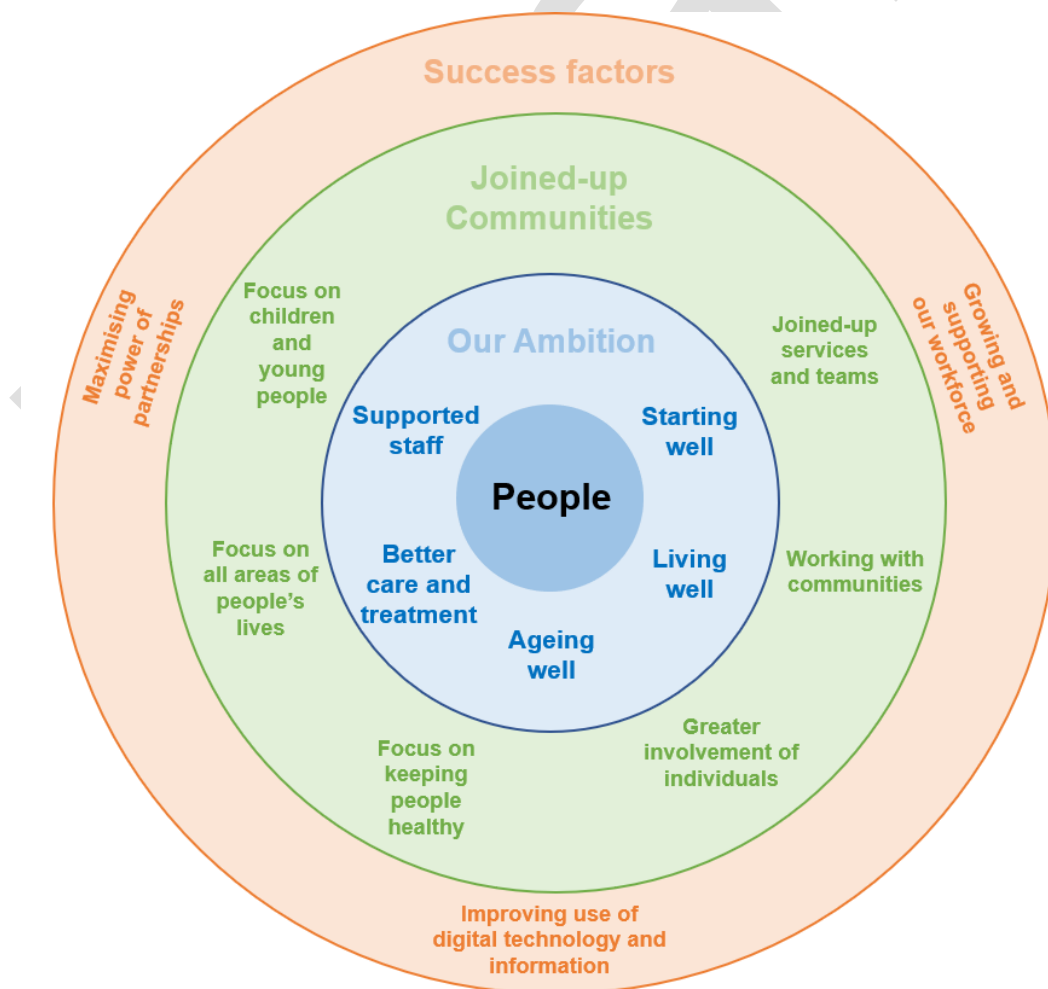 Success factors
Joined-up
Communities
Our Ambition
People
Supported
staff
Starting
well
Better
care and
treatment
Living
well
Ageing
well
Focus on
children
and
young
people
Joined-up
services
and teams
Focus on
all areas of
people's
lives
Working with
communities
Focus on
keeping
people
healthy
Greater
involvement of
individuals
Maximising
power of
partnerships
Growing and
supporting
our workforce
Improving use of
digital technology and
information